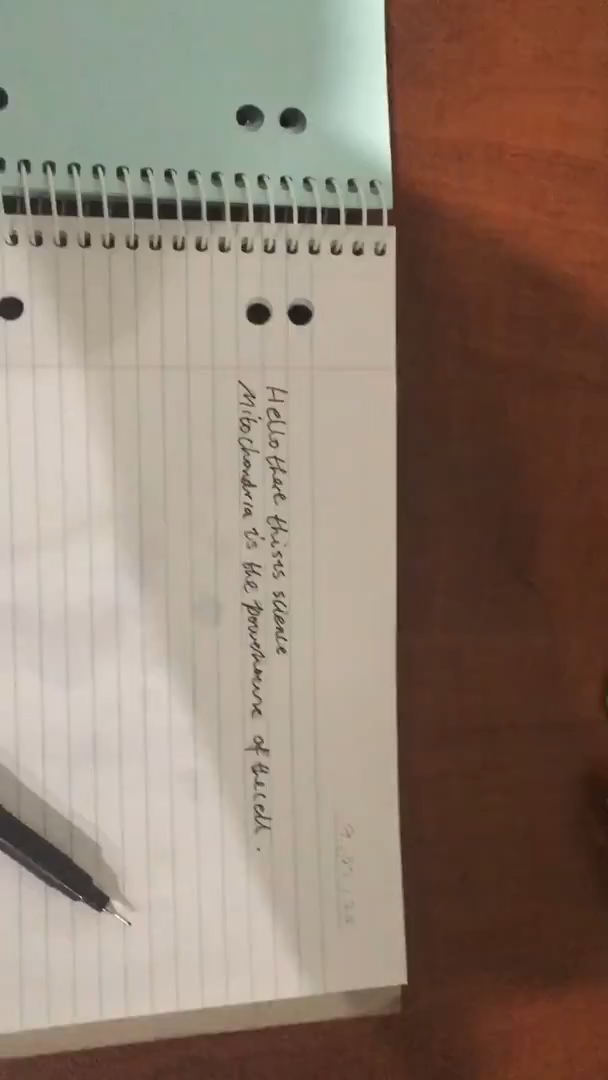 Hello there this is science
Mitochondria is the powerhouse of the cell.